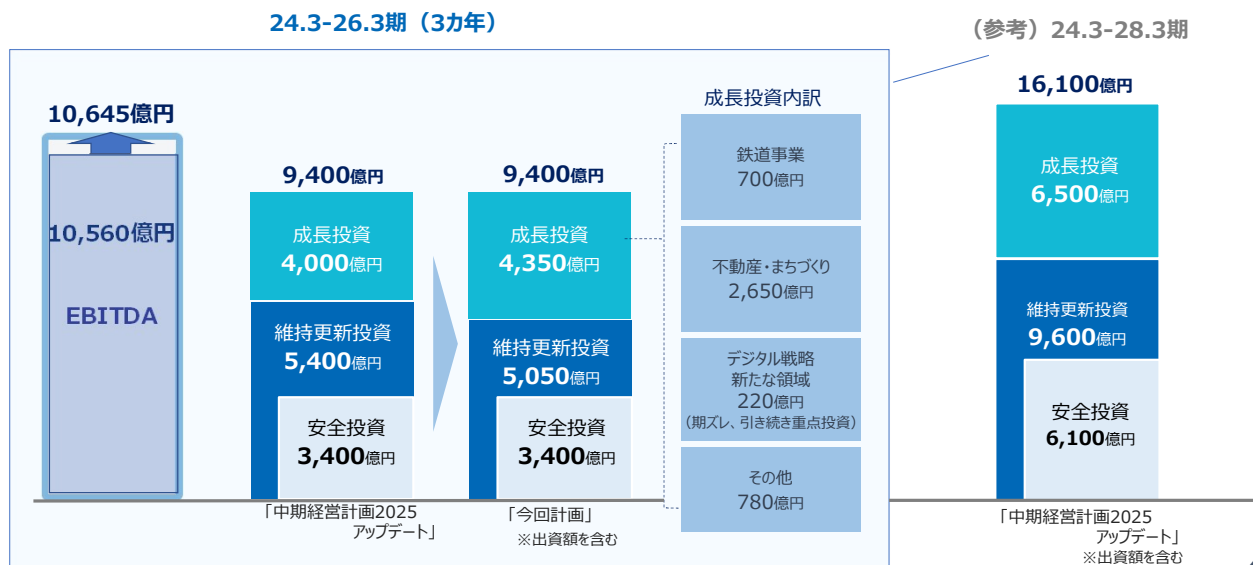 24.3-26.3期（3カ年）
（参考）24.3-28.3期
10,645億円
10,560億円
EBITDA
9,400億円
成長投資
4,000億円
維持更新投資
5,400億円
安全投資
3,400億円
「中期経営計画2025
アップデート」
9,400億円
成長投資
4,350億円
維持更新投資
5,050億円
安全投資
3,400億円
「今回計画」
※出資額を含む
成長投資内訳
鉄道事業
700億円
不動産・まちづくり
2,650億円
デジタル戦略
新たな領域
220億円
（期ズレ、引き続き重点投資）
その他
780億円
16,100億円
成長投資
6,500億円
維持更新投資
9,600億円
安全投資
6,100億円
「中期経営計画2025
アップデート」
※出資額を含む